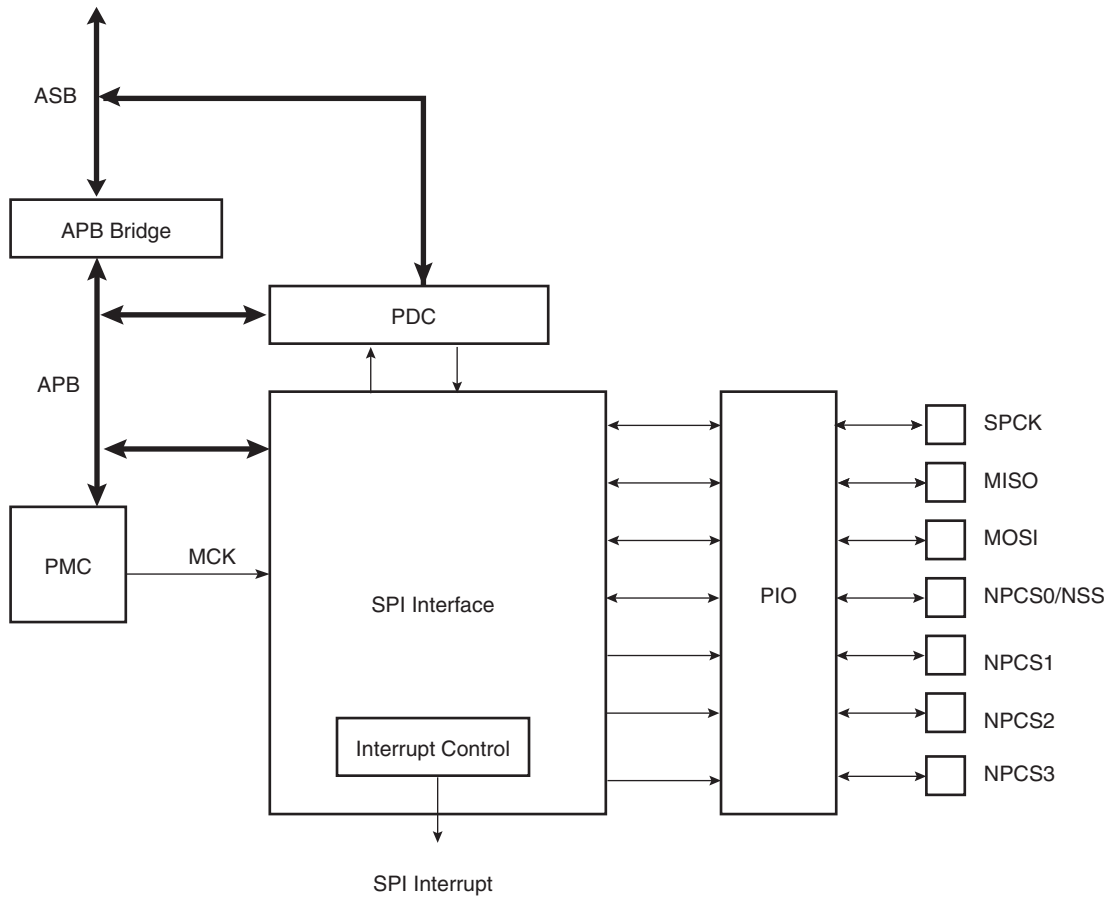 ASB
APB Bridge
PDC
APB
SPCK
MISO
MOSI
PMC
MCK
SPI Interface
PIO
NPCS0/NSS
NPCS1
NPCS2
Interrupt Control
NPCS3
SPI Interrupt